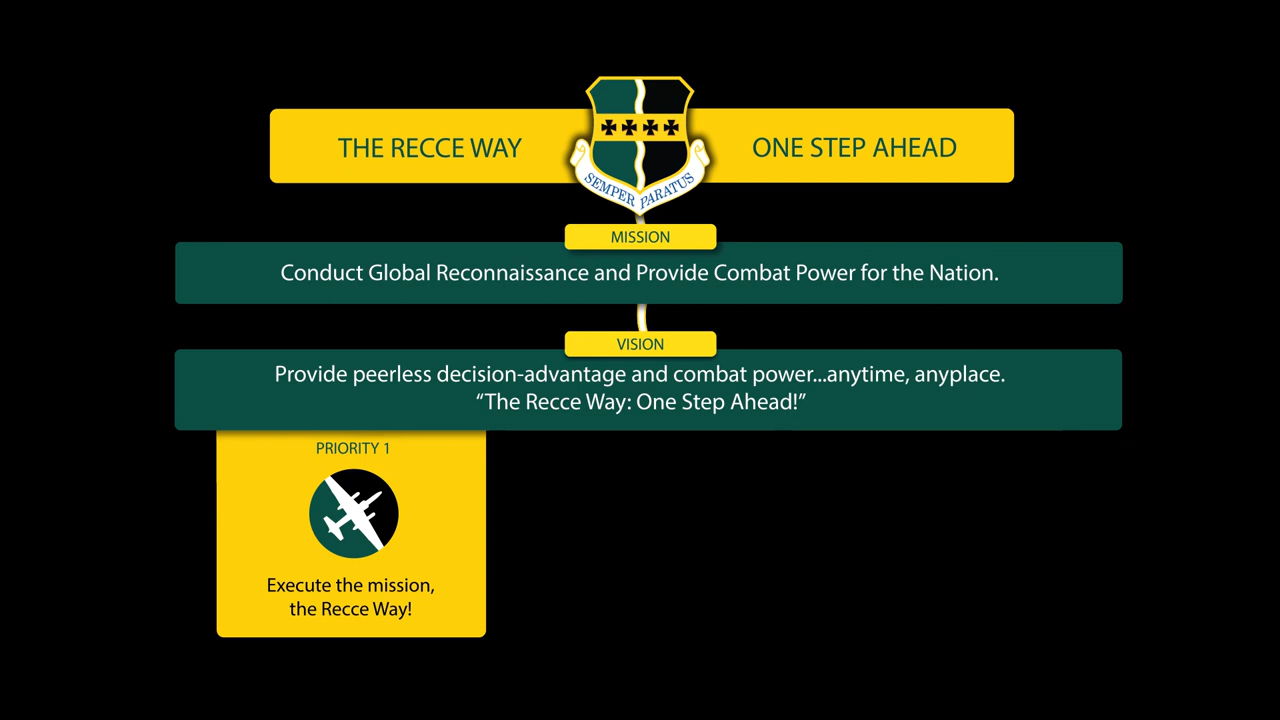 THE RECCE WAY
ONE STEP AHEAD
SEMPER PARATUS
MISSION
Conduct Global Reconnaissance and Provide Combat Power for the Nation.
VISION
Provide peerless decision-advantage and combat power...anytime, anyplace.
“The Recce Way: One Step Ahead!”
PRIORITY 1
Execute the mission,
the Recce Way!